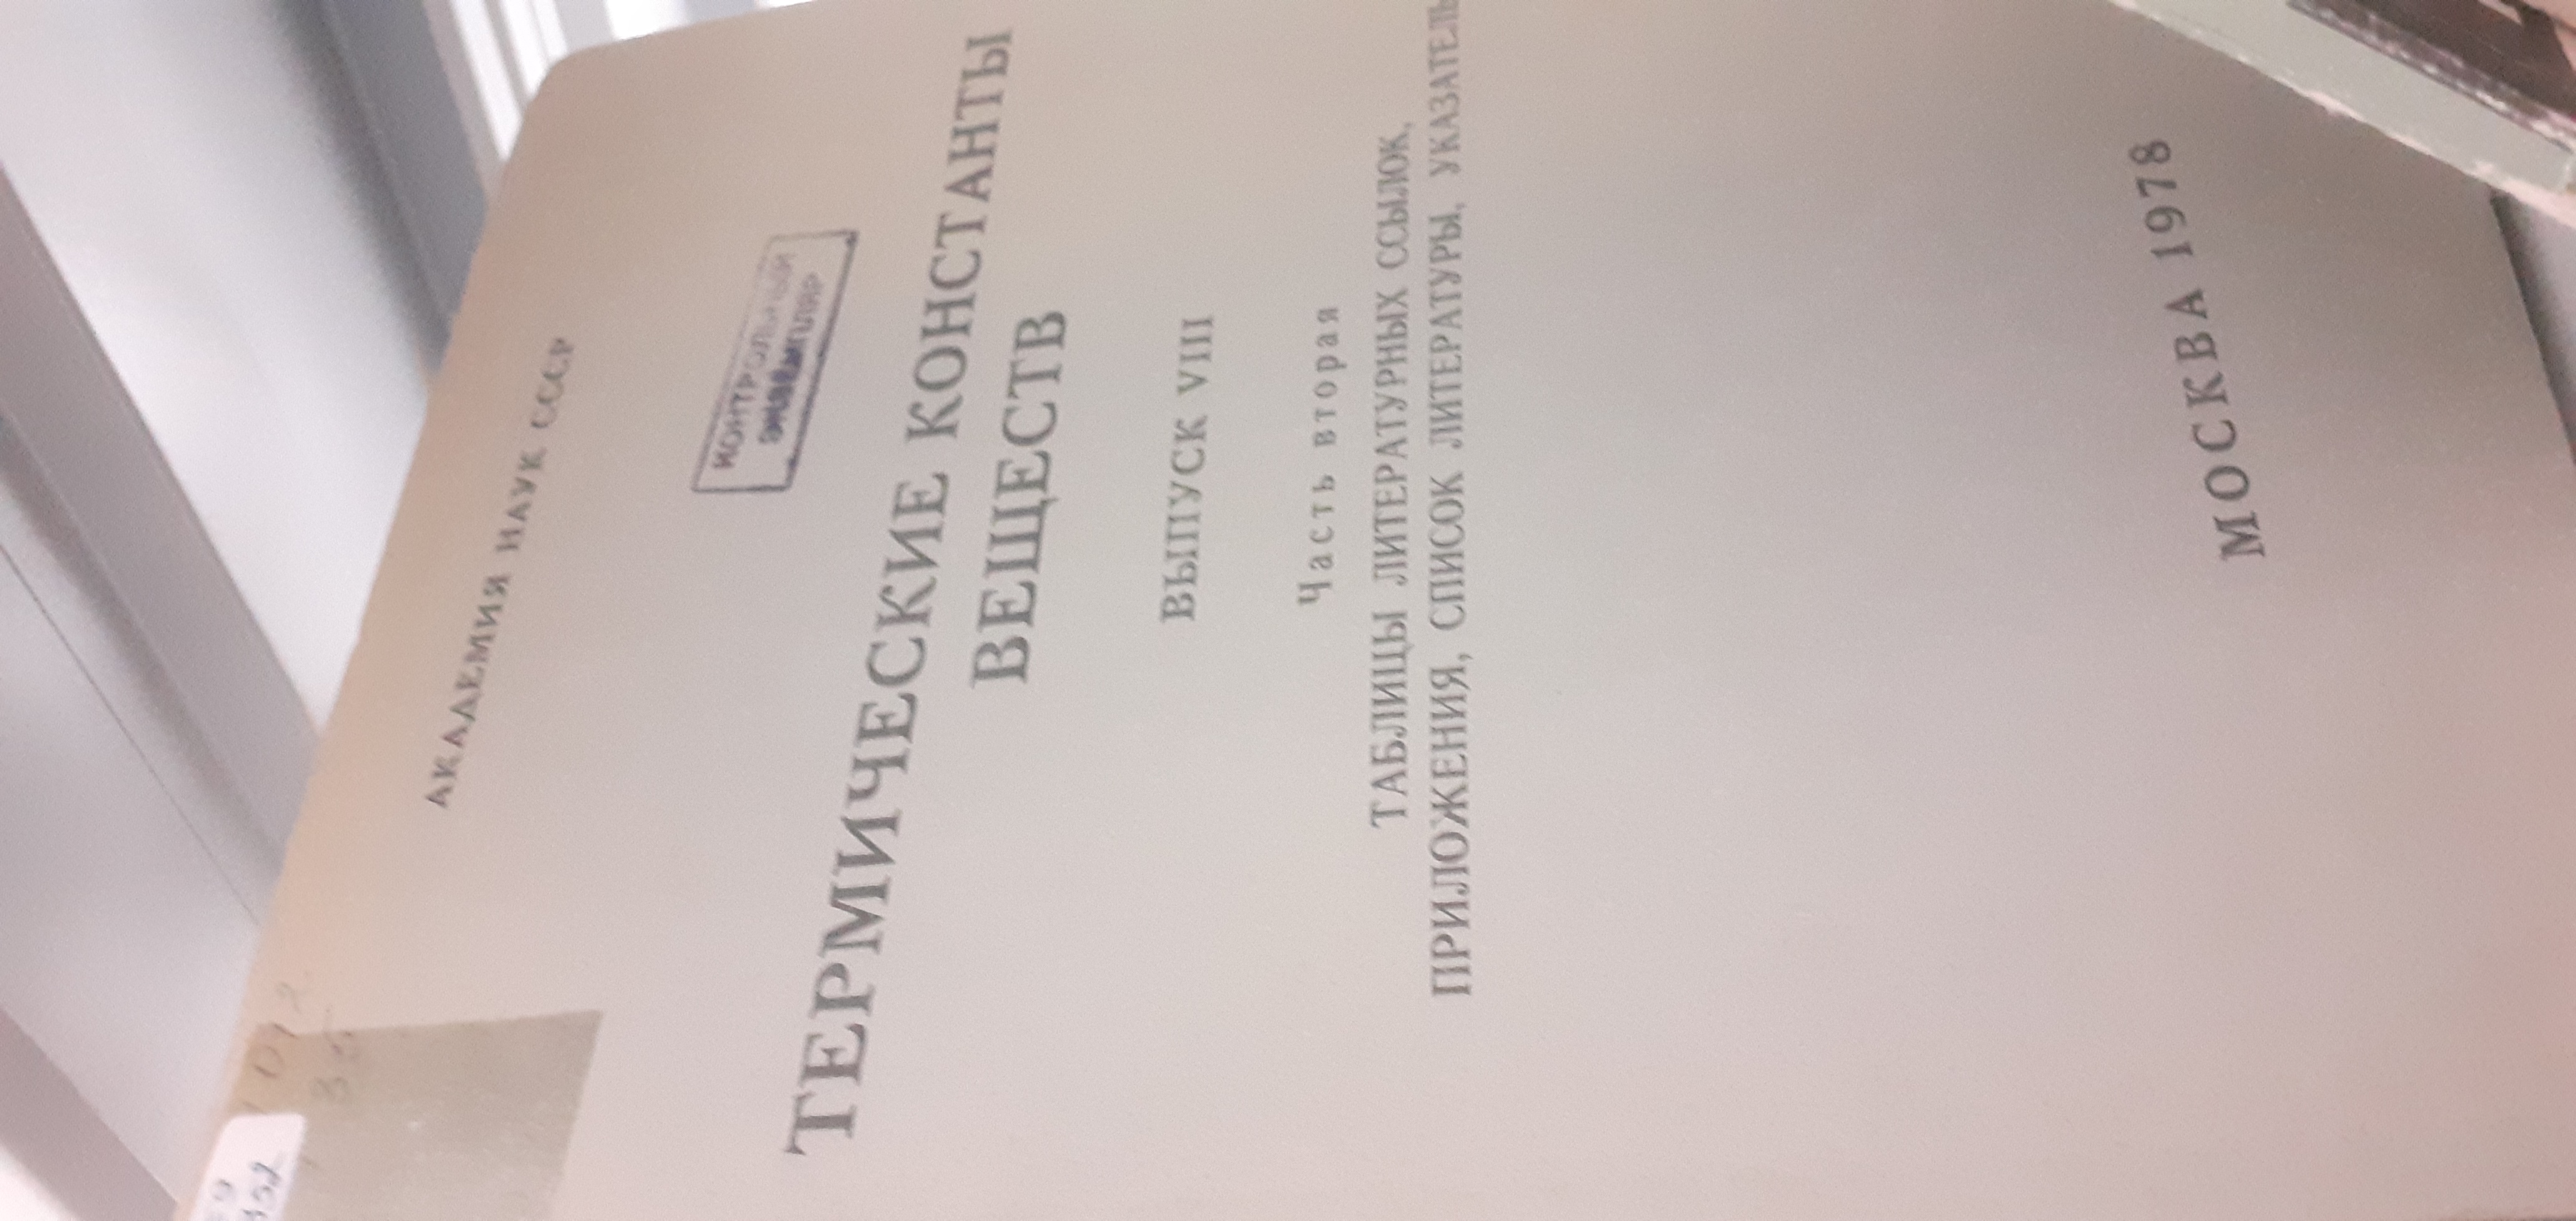 АКАДЕМИЯ НАУК СССР
КОНТРОЛЬНЫЙ
ЭКЗЕМПЛЯР
ТЕРМИЧЕСКИЕ КОНСТАНТЫ
ВЕЩЕСТВ
ВЫПУСК VIII
Часть вторая
ТАБЛИЦЫ ЛИТЕРАТУРНЫХ ССЫЛОК,
ПРИЛОЖЕНИЯ, СПИСОК ЛИТЕРАТУРЫ, УКАЗАТЕЛЬ
МОСКВА 1978